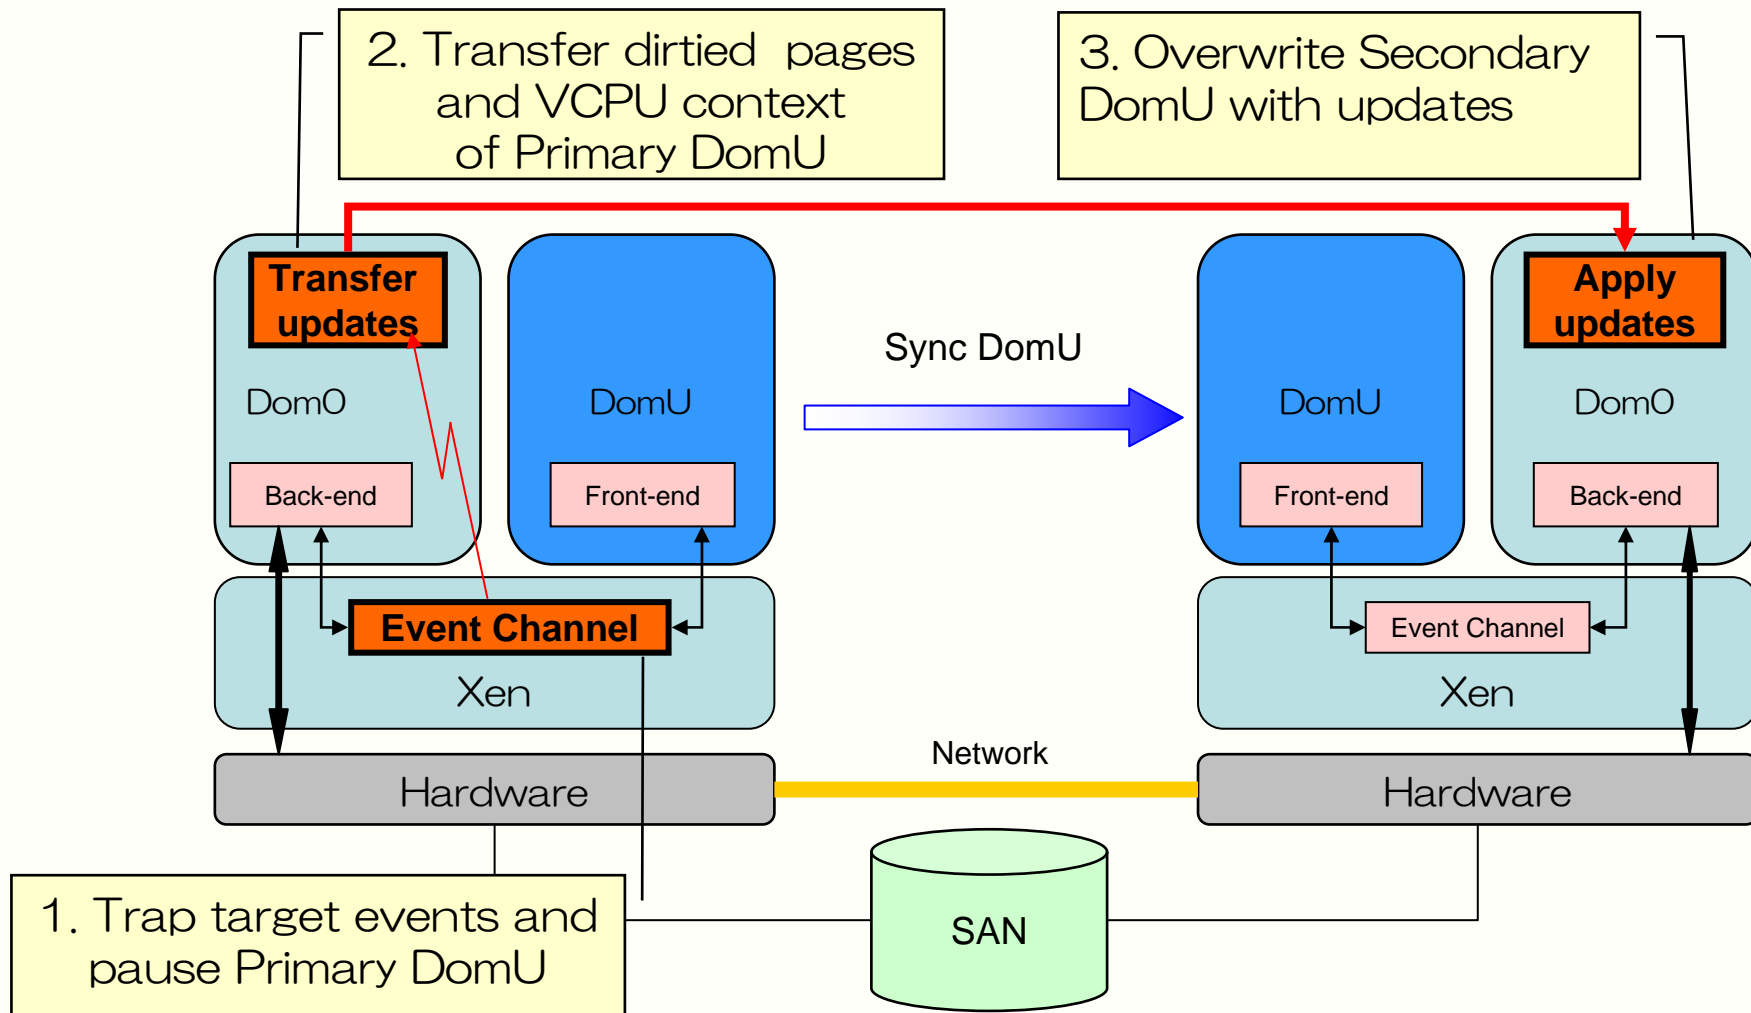 2. Transfer dirtied pages
and VCPU context
of Primary DomU
3. Overwrite Secondary
DomU with updates
Transfer
updates
Apply
updates
Sync DomU
Dom0
DomU
DomU
Dom0
Back-end
Front-end
Front-end
Back-end
Event Channel
Event Channel
Xen
Xen
Network
Hardware
Hardware
1. Trap target events and
pause Primary DomU
SAN